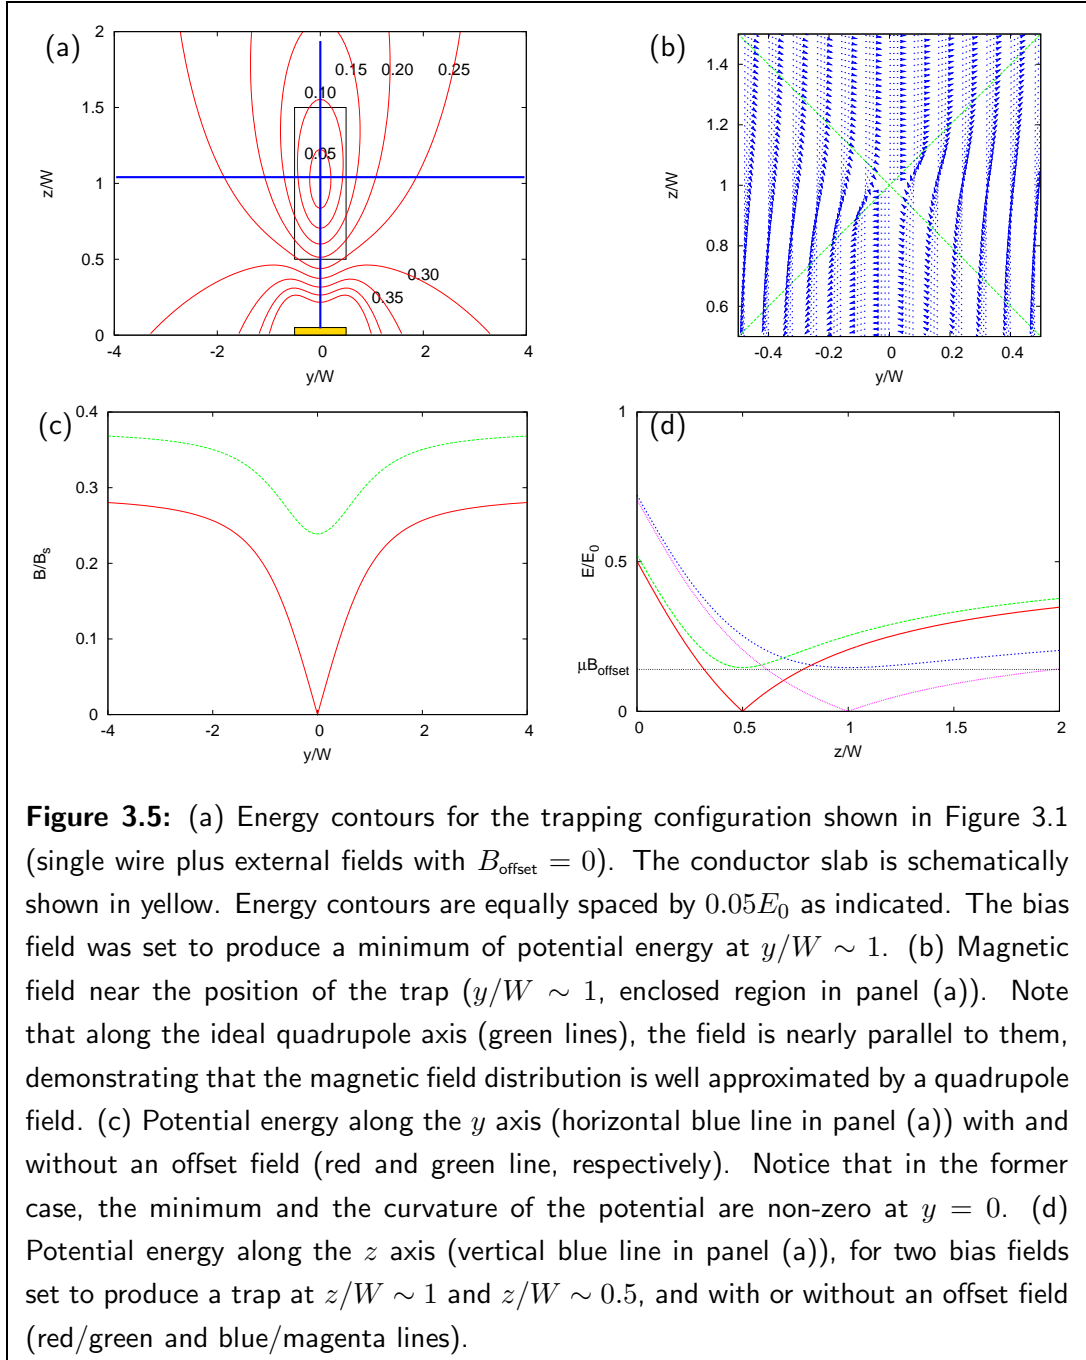 (a)
2
1.5
1
0.5
0
z/W
-4
-2
0
2
4
y/W
0.15
0.20
0.25
0.10
0.05
0.30
0.35
(b)
1.4
1.2
1
0.8
0.6
z/W
-0.4
-0.2
0
0.2
0.4
y/W
(c)
0.4
0.3
0.2
0.1
0
B/Bs
-4
-2
0
2
4
y/W
(d)
1
0.5
μBoffset
0
E/E0
0
0.5
1
1.5
2
z/W
Figure 3.5: (a) Energy contours for the trapping configuration shown in Figure 3.1
(single wire plus external fields with Boffset = 0). The conductor slab is schematically
shown in yellow. Energy contours are equally spaced by 0.05E0 as indicated. The bias
field was set to produce a minimum of potential energy at y/W ∼ 1. (b) Magnetic
field near the position of the trap (y/W ∼ 1, enclosed region in panel (a)). Note
that along the ideal quadrupole axis (green lines), the field is nearly parallel to them,
demonstrating that the magnetic field distribution is well approximated by a quadrupole
field. (c) Potential energy along the y axis (horizontal blue line in panel (a)) with and
without an offset field (red and green line, respectively). Notice that in the former
case, the minimum and the curvature of the potential are non-zero at y = 0. (d)
Potential energy along the z axis (vertical blue line in panel (a)), for two bias fields
set to produce a trap at z/W ∼ 1 and z/W ∼ 0.5, and with or without an offset field
(red/green and blue/magenta lines).